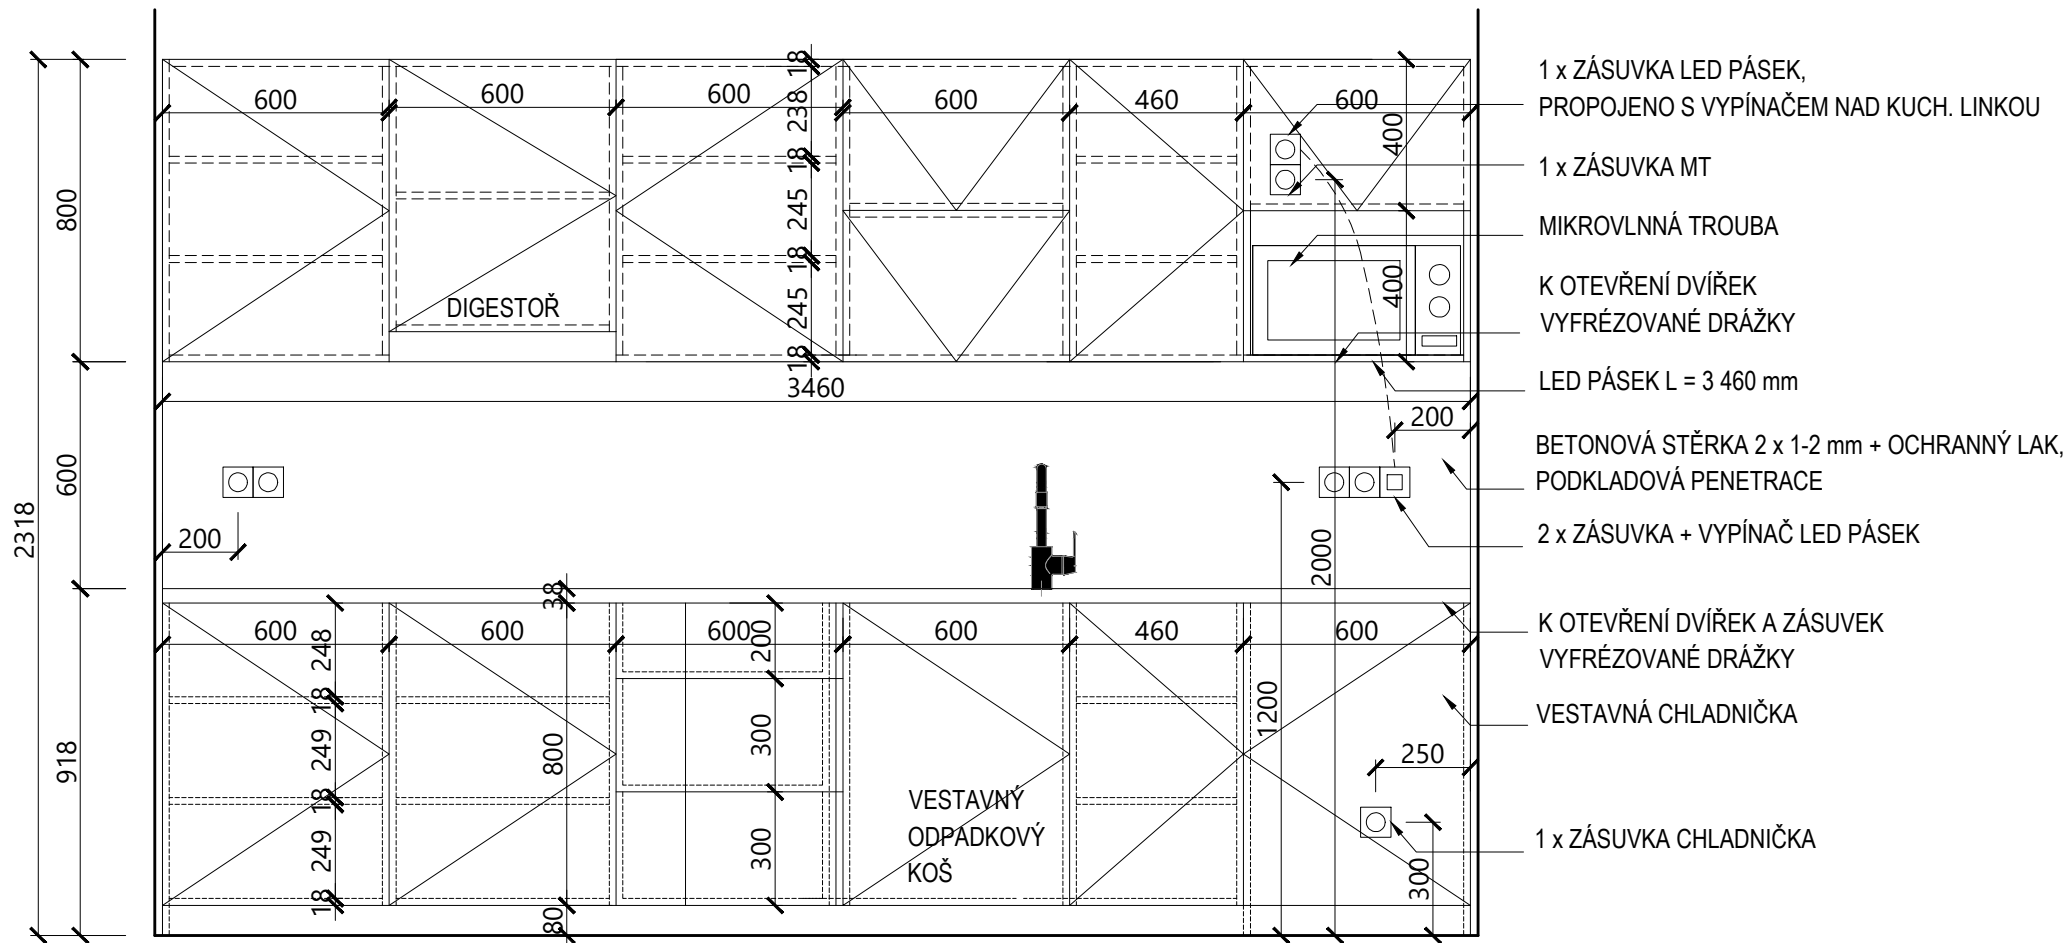 1 x ZÁSUVKA LED PÁSEK,
PROPOJENO S VYPÍNAČEM NAD KUCH. LINKOU
1 x ZÁSUVKA MT
MIKROVLNNÁ TROUBA
K OTEVŘENÍ DVÍŘEK
VYFRÉZOVANÉ DRÁŽKY
LED PÁSEK L = 3 460 mm
BETONOVÁ STĚRKA 2 x 1-2 mm + OCHRANNÝ LAK,
PODKLADOVÁ PENETRACE
2 x ZÁSUVKA + VYPÍNAČ LED PÁSEK
K OTEVŘENÍ DVÍŘEK A ZÁSUVEK
VYFRÉZOVANÉ DRÁŽKY
VESTAVNÁ CHLADNIČKA
1 x ZÁSUVKA CHLADNIČKA
2318
800
600
918
600
600
600
600
460
600
18
238
18
245
18
245
18
400
400
DIGESTOŘ
3460
200
200
2000
1200
38
600
600
600
600
460
600
248
18
249
18
249
18
800
80
200
300
300
VESTAVNÝ
ODPADKOVÝ
KOŠ
250
300